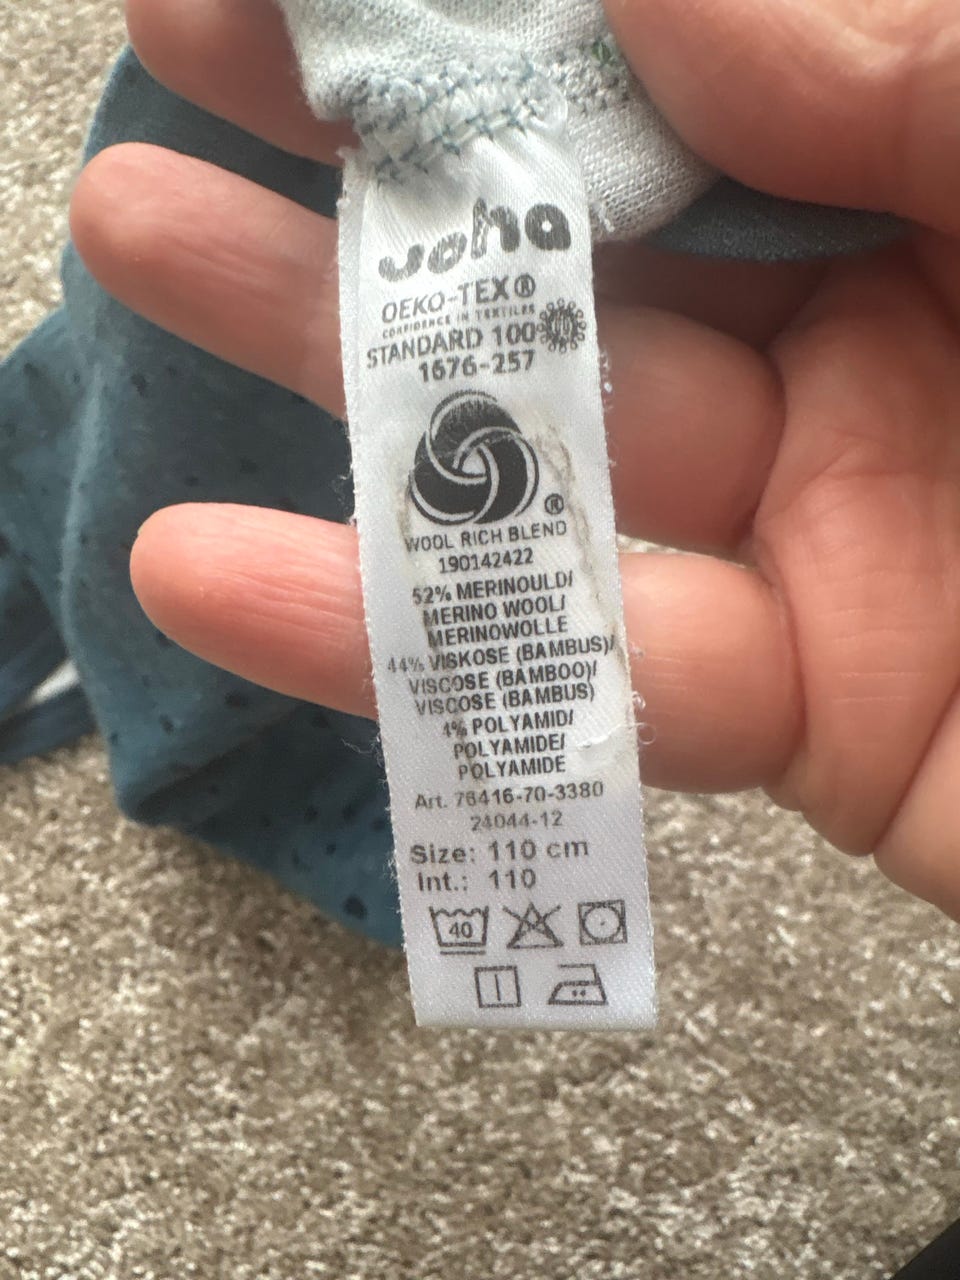 joha
OEKO-TEX®
CONFIDENCE IN TEXTILES
STANDARD 100
1676-257
®
WOOL RICH BLEND
190142422
52% MERINOULD/
MERINO WOOL/
MERINOWOLLE
44% VISKOSE (BAMBUS)/
VISCOSE (BAMBOO)/
VISCOSE (BAMBUS)
4% POLYAMID/
POLYAMIDE/
POLYAMIDE
Art. 76416-70-3380
24044-12
Size: 110 cm
Int.: 110
40